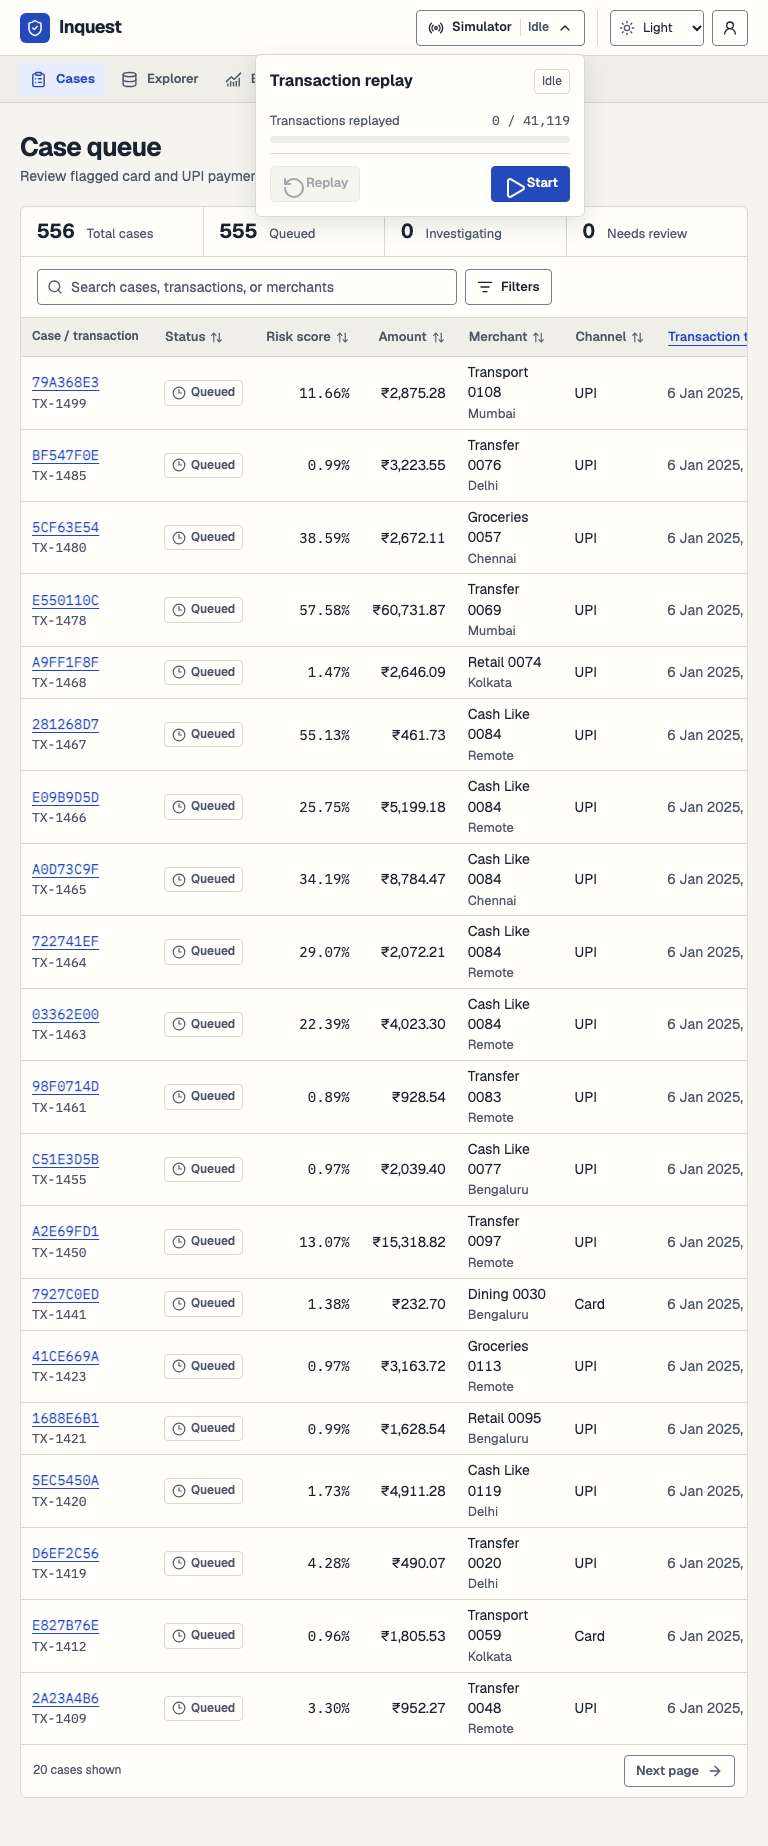 Inquest
Simulator Idle
Light
Cases
Explorer
Transaction replay
Idle
Transactions replayed 0 / 41,119
Replay
Start
Case queue
Review flagged card and UPI
556 Total cases
555 Queued
0 Investigating
0 Needs review
Search cases, transactions, or merchants
Filters
Case / transaction Status Risk score Amount Merchant Channel Transaction
79A368E3
TX-1499
Queued 11.66% ₹2,875.28
Transport
0108
Mumbai
UPI 6 Jan 2025,
BF547F0E
TX-1485
Queued 0.99% ₹3,223.55
Transfer
0076
Delhi
UPI 6 Jan 2025,
5CF63E54
TX-1480
Queued 38.59% ₹2,672.11
Groceries
0057
Chennai
UPI 6 Jan 2025,
E550110C
TX-1478
Queued 57.58% ₹60,731.87
Transfer
0069
Mumbai
UPI 6 Jan 2025,
A9FF1F8F
TX-1468
Queued 1.47% ₹2,646.09
Retail 0074
Kolkata
UPI 6 Jan 2025,
281268D7
TX-1467
Queued 55.13% ₹461.73
Cash Like
0084
Remote
UPI 6 Jan 2025,
E09B9D5D
TX-1466
Queued 25.75% ₹5,199.18
Cash Like
0084
Remote
UPI 6 Jan 2025,
A0D73C9F
TX-1465
Queued 34.19% ₹8,784.47
Cash Like
0084
Chennai
UPI 6 Jan 2025,
722741EF
TX-1464
Queued 29.07% ₹2,072.21
Cash Like
0084
Remote
UPI 6 Jan 2025,
03362E00
TX-1463
Queued 22.39% ₹4,023.30
Cash Like
0084
Remote
UPI 6 Jan 2025,
98F0714D
TX-1461
Queued 0.89% ₹928.54
Transfer
0083
Remote
UPI 6 Jan 2025,
C51E3D5B
TX-1455
Queued 0.97% ₹2,039.40
Cash Like
0077
Bengaluru
UPI 6 Jan 2025,
A2E69FD1
TX-1450
Queued 13.07% ₹15,318.82
Transfer
0097
Remote
UPI 6 Jan 2025,
7927C0ED
TX-1441
Queued 1.38% ₹232.70
Dining 0030
Bengaluru
Card 6 Jan 2025,
41CE669A
TX-1423
Queued 0.97% ₹3,163.72
Groceries
0113
Remote
UPI 6 Jan 2025,
1688E6B1
TX-1421
Queued 0.99% ₹1,628.54
Retail 0095
Bengaluru
UPI 6 Jan 2025,
5EC5450A
TX-1420
Queued 1.73% ₹4,911.28
Cash Like
0119
Delhi
UPI 6 Jan 2025,
D6EF2C56
TX-1419
Queued 4.28% ₹490.07
Transfer
0020
Delhi
UPI 6 Jan 2025,
E827B76E
TX-1412
Queued 0.96% ₹1,805.53
Transport
0059
Kolkata
Card 6 Jan 2025,
2A23A4B6
TX-1409
Queued 3.30% ₹952.27
Transfer
0048
Remote
UPI 6 Jan 2025,
20 cases shown
Next page